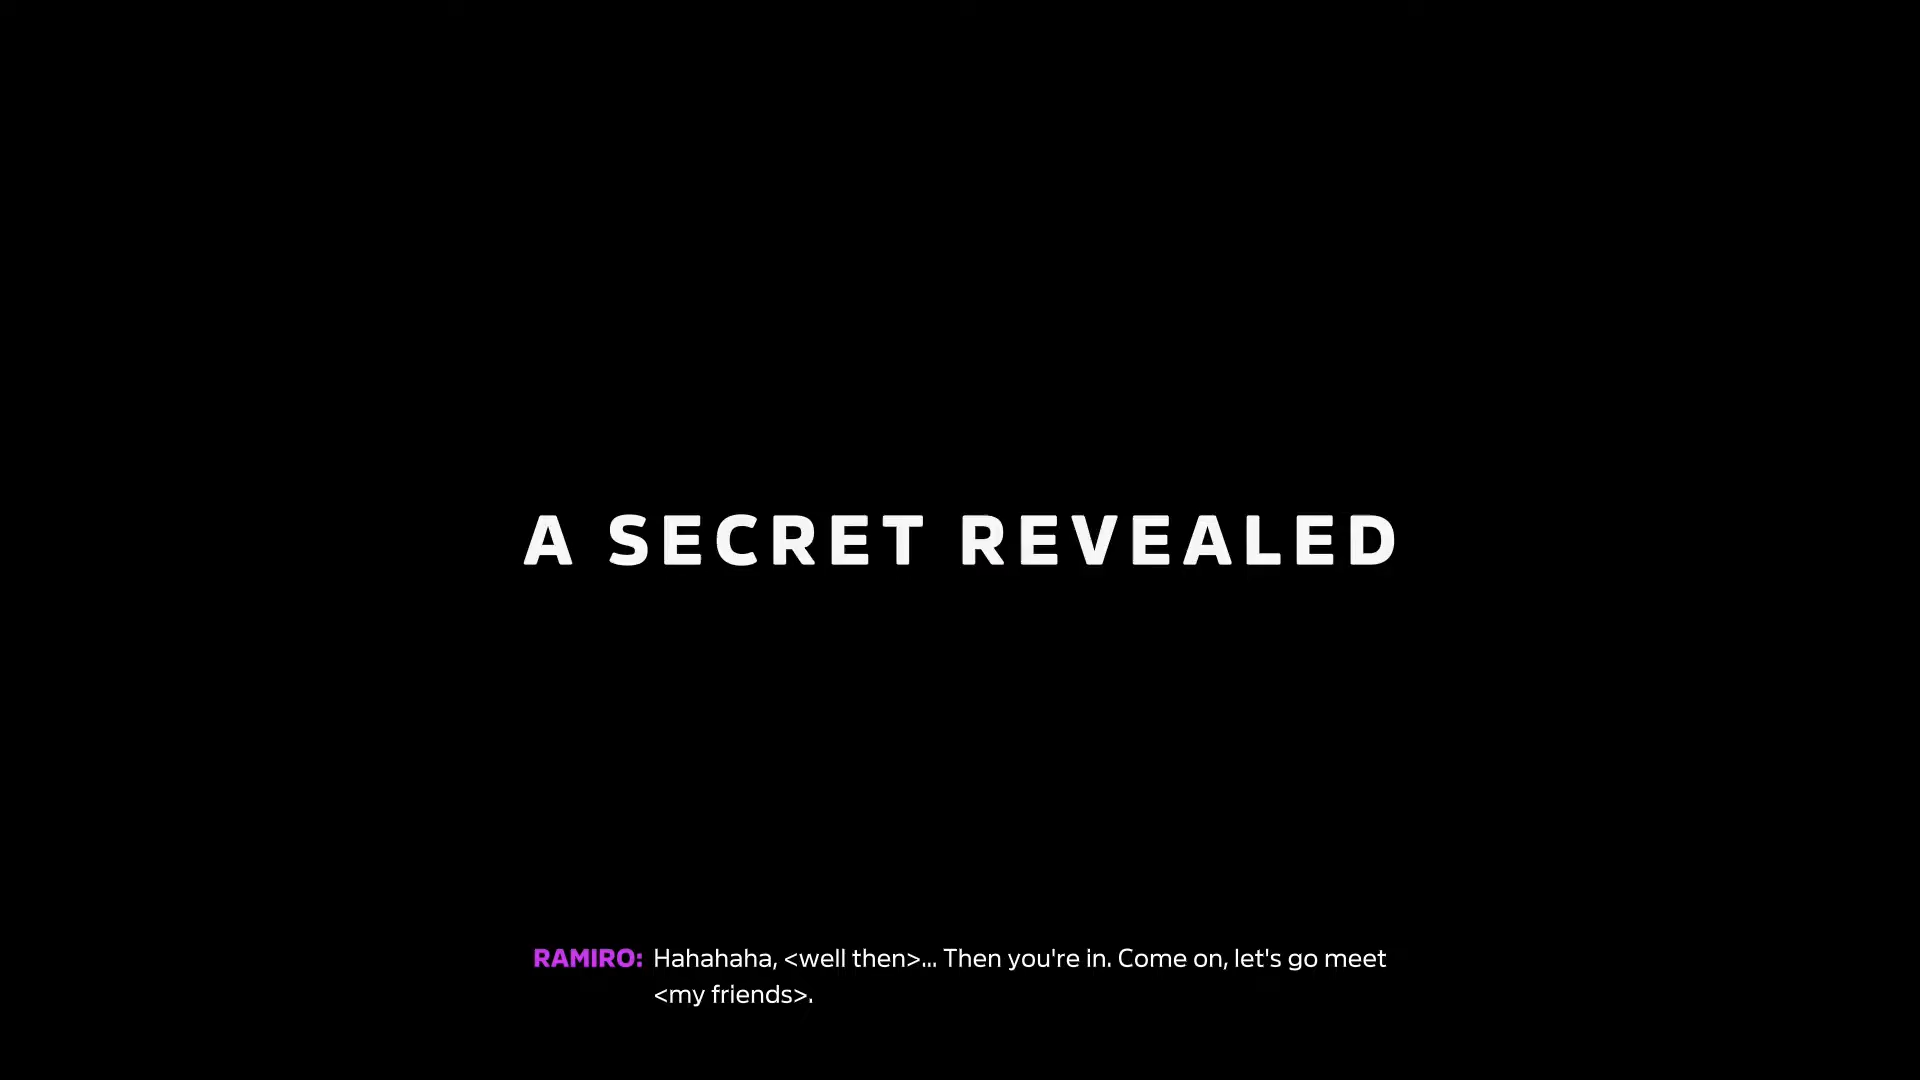 A SECRET REVEALED
RAMIRO: Hahahaha, <well then>... Then you're in. Come on, let's go meet
<my friends>.